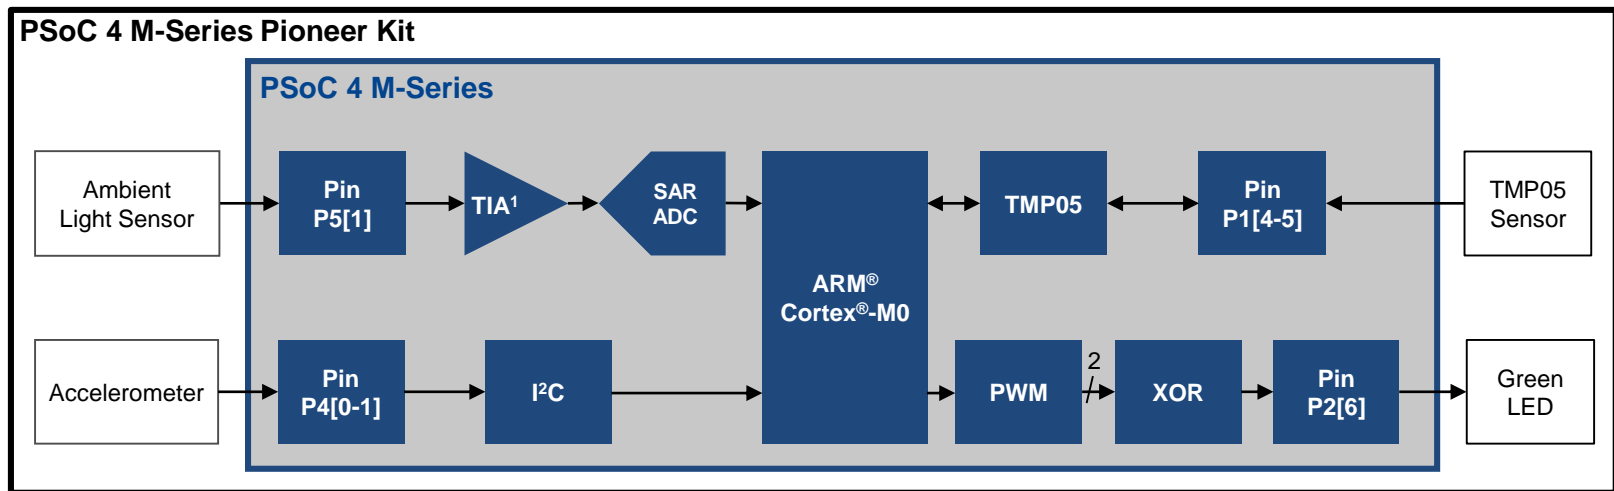 PSoC 4 M-Series Pioneer Kit
PSoC 4 M-Series
Ambient
Light Sensor
Pin
P5[1]
TIA¹
SAR
ADC
ARM®
Cortex®-M0
TMP05
Pin
P1[4-5]
TMP05
Sensor
Accelerometer
Pin
P4[0-1]
I²C
PWM
2
XOR
Pin
P2[6]
Green
LED